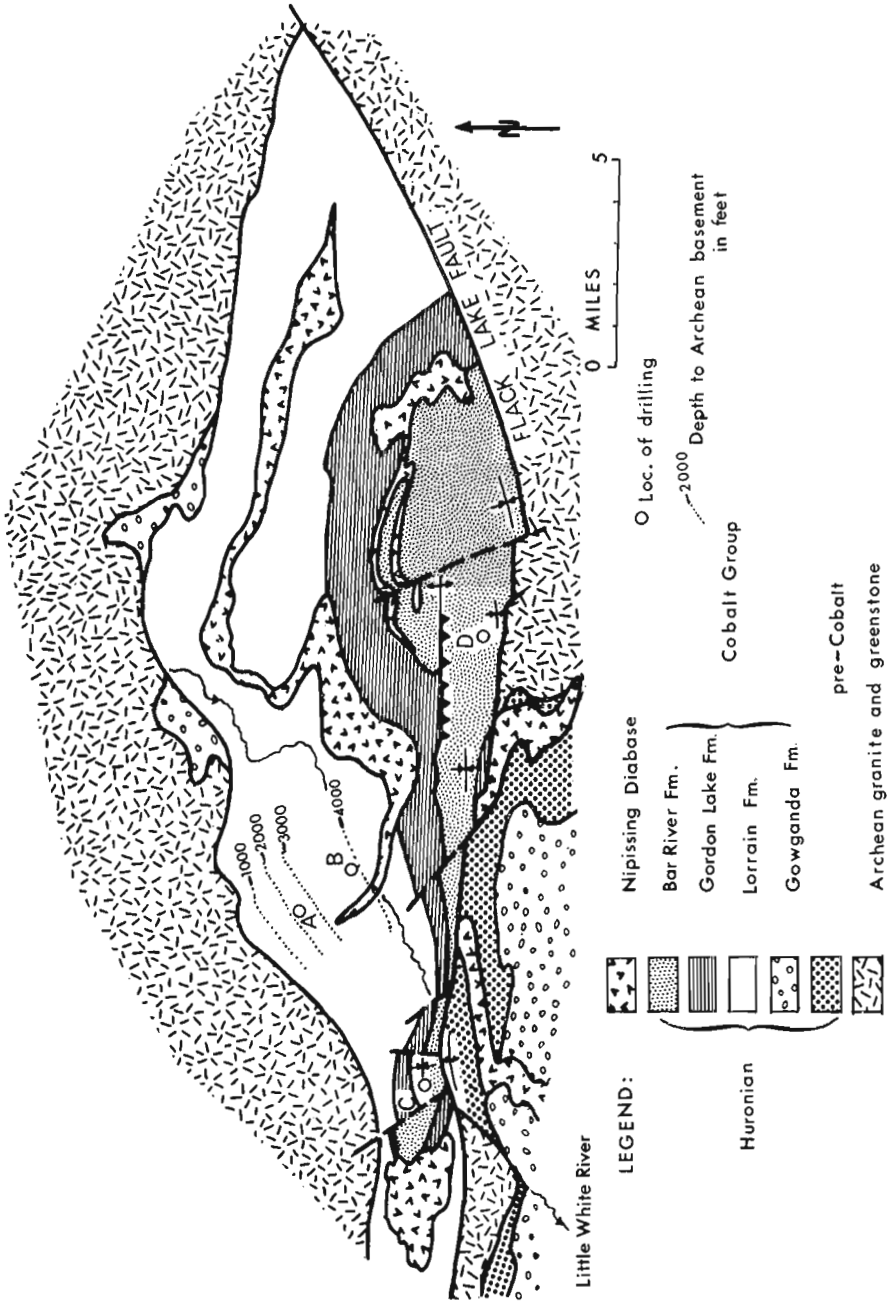 N
FLACK LAKE FAULT
1000
2000
3000
4000
A
B
C
D
Little White River
0 MILES 5
O Loc. of drilling
2000 Depth to Archean basement
in feet
LEGEND:
Huronian
Nipissing Diabase
Bar River Fm.
Gordon Lake Fm.
Lorrain Fm.
Gowganda Fm.
Cobalt Group
pre-Cobalt
Archean granite and greenstone